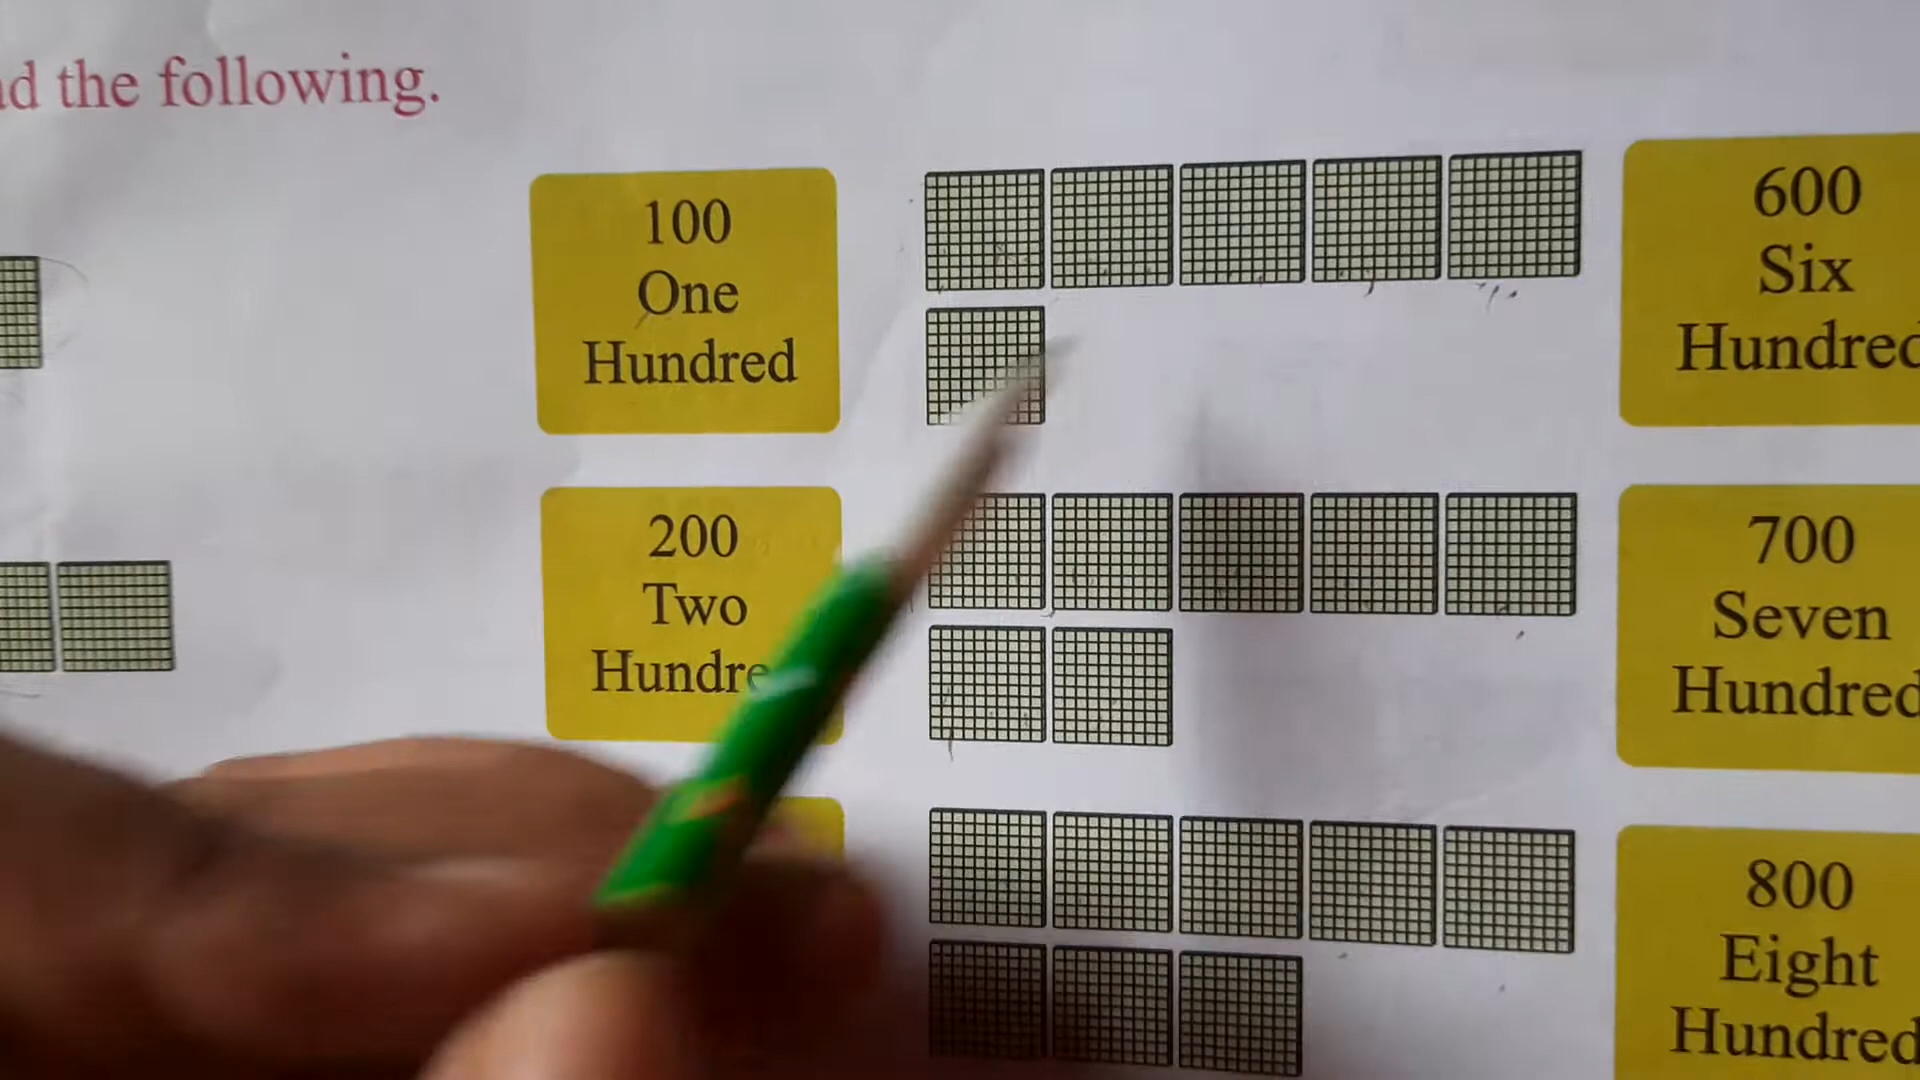 d the following.
100
One
Hundred
200
Two
Hundre
600
Six
Hundred
700
Seven
Hundred
800
Eight
Hundred